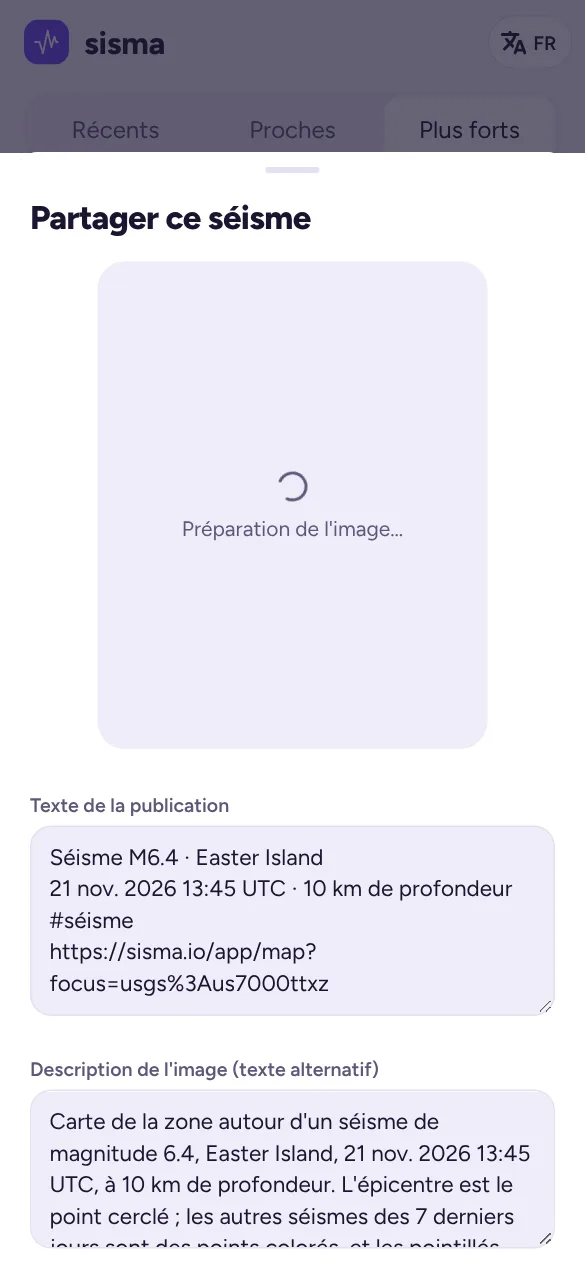 sisma
FR
Récents
Proches
Plus forts
Partager ce séisme
Préparation de l'image...
Texte de la publication
Séisme M6.4 · Easter Island
21 nov. 2026 13:45 UTC · 10 km de profondeur
#séisme
https://sisma.io/app/map?
focus=usgs%3Aus7000ttxz
Description de l'image (texte alternatif)
Carte de la zone autour d'un séisme de
magnitude 6.4, Easter Island, 21 nov. 2026 13:45
UTC, à 10 km de profondeur. L'épicentre est le
point cerclé ; les autres séismes des 7 derniers
jours sont des points colorés, et les pointillés